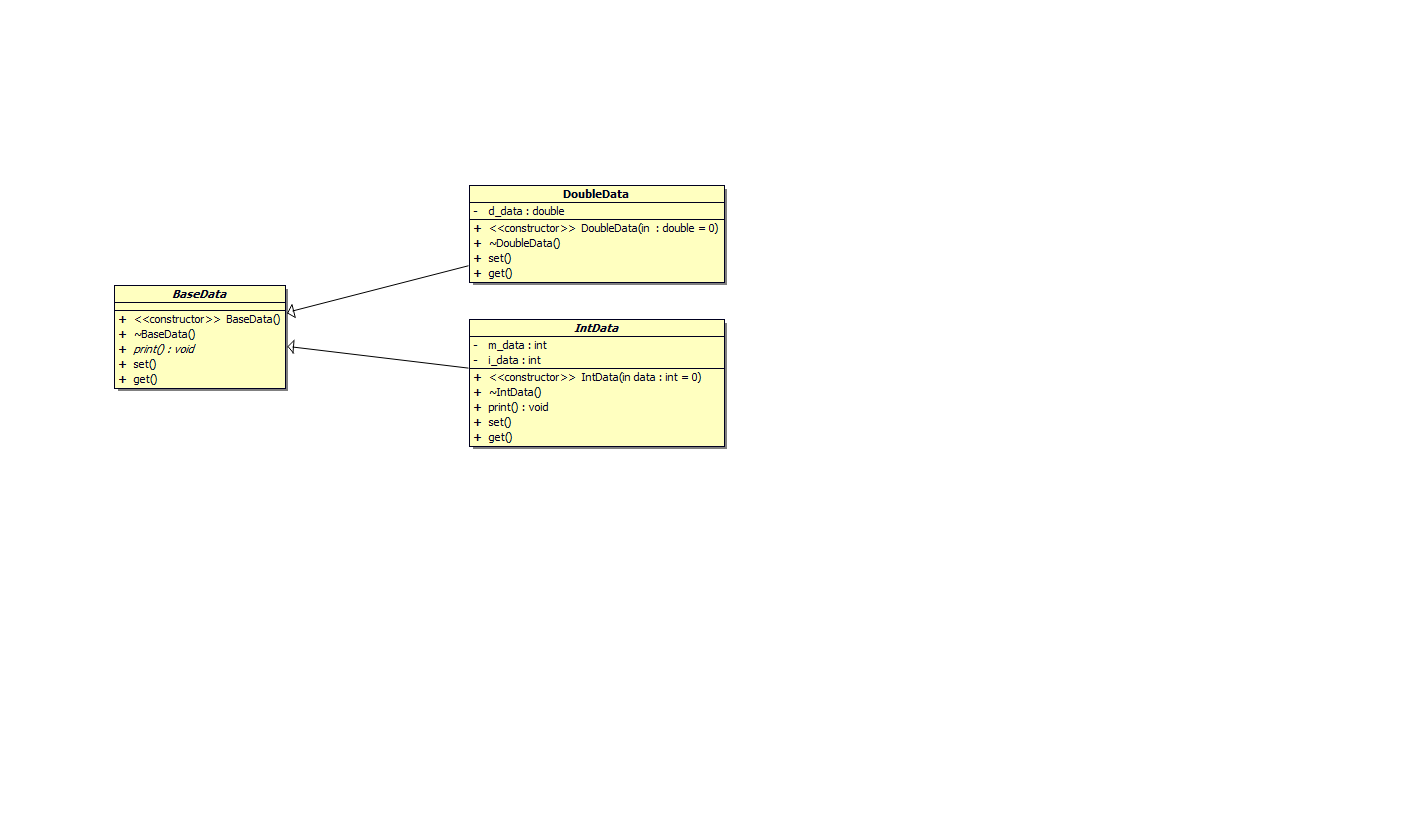 DoubleData
- d_data : double
+ <<constructor>> DoubleData(in : double = 0)
+ ~DoubleData()
+ set()
+ get()
BaseData
+ <<constructor>> BaseData()
+ ~BaseData()
+ print() : void
+ set()
+ get()
IntData
- m_data : int
- i_data : int
+ <<constructor>> IntData(in data : int = 0)
+ ~IntData()
+ print() : void
+ set()
+ get()